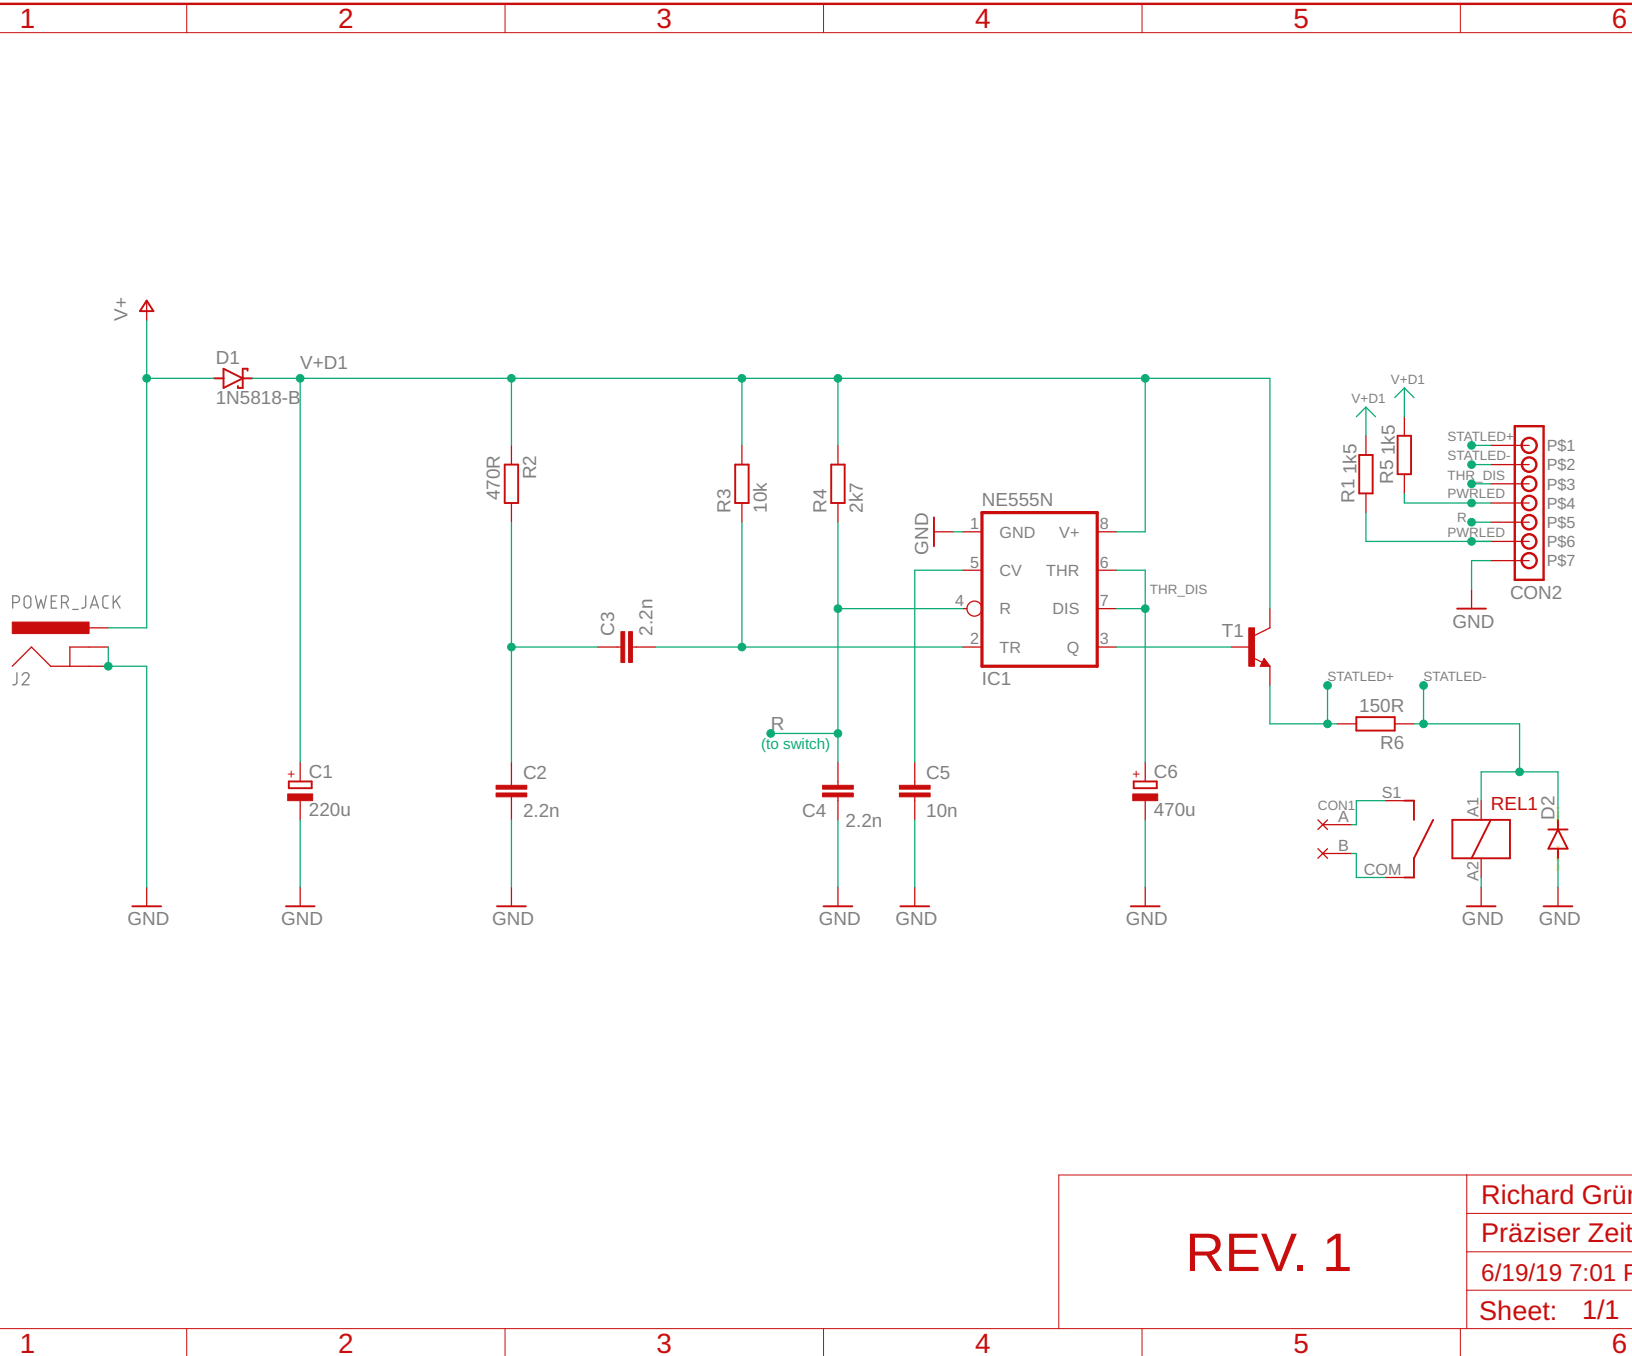 1 2 3 4 5 6
V+
D1
V+D1
1N5818-B
V+D1
V+D1
470R
R2
R3
10k
R4
2k7
R1 1k5
R5 1k5
STATLED+
P$1
STATLED-
P$2
THR_DIS
P$3
PWRLED
P$4
R
P$5
PWRLED
P$6
P$7
CON2
GND
NE555N
GND
1 GND V+ 8
5 CV THR 6
4 R DIS 7
2 TR Q 3
IC1
THR_DIS
POWER_JACK
J2
C3
2.2n
T1
STATLED+
STATLED-
150R
R6
R
(to switch)
C1
220u
C2
2.2n
C4
2.2n
C5
10n
C6
470u
CON1
A
B
S1
COM
A1
REL1
A2
D2
GND
GND
GND
GND
GND
GND
GND
GND
REV. 1
Richard Grün
Präziser Zeit
6/19/19 7:01 P
Sheet: 1/1
1 2 3 4 5 6